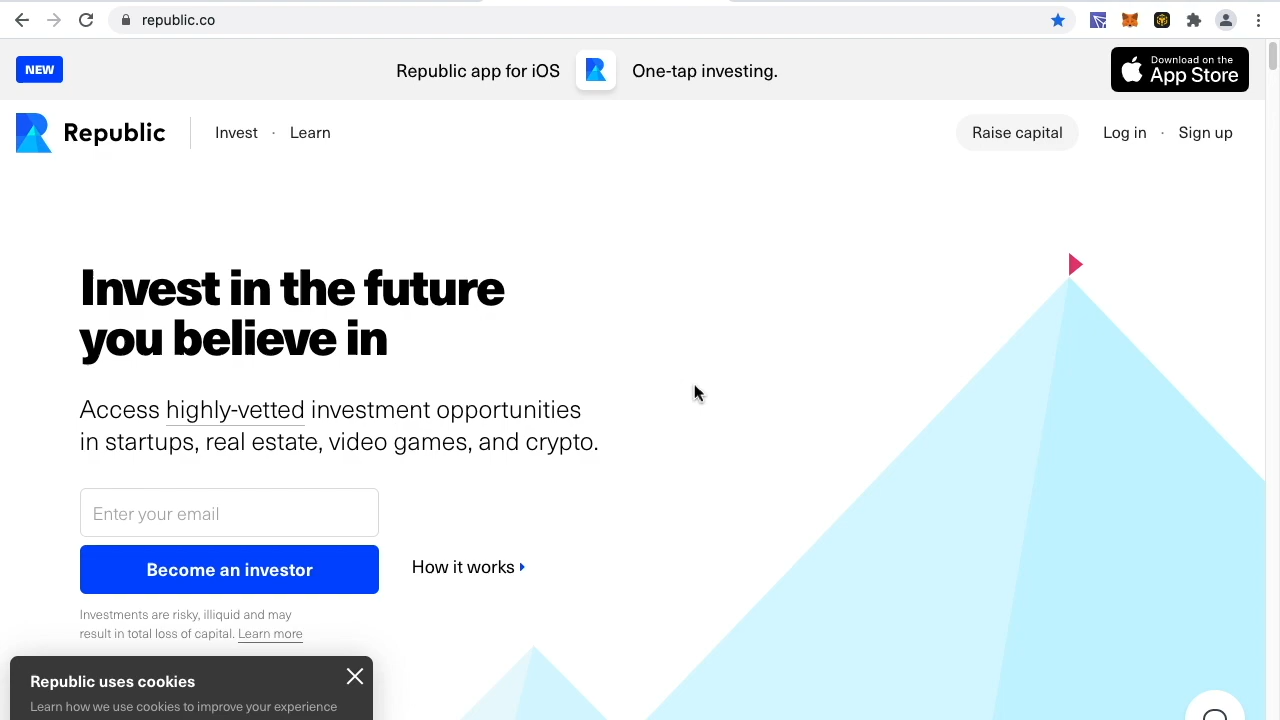 republic.co
NEW
Republic app for iOS
One-tap investing.
Download on the
App Store
Republic
Invest · Learn
Raise capital
Log in · Sign up
Invest in the future
you believe in
Access highly-vetted investment opportunities
in startups, real estate, video games, and crypto.
Enter your email
Become an investor
How it works
Investments are risky, illiquid and may
result in total loss of capital. Learn more
Republic uses cookies
Learn how we use cookies to improve your experience